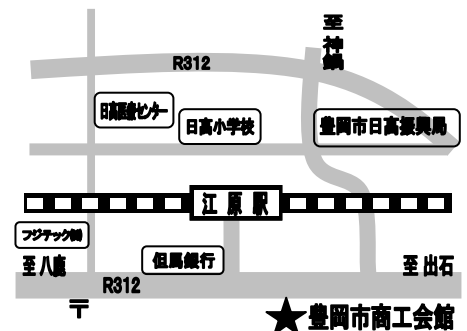 至
神
鍋
R312
日高医療センター
日高小学校
豊岡市日高振興局
江原駅
フジテック㈱
至 八鹿
但馬銀行
至 出石
R312
〒
★豊岡市商工会館